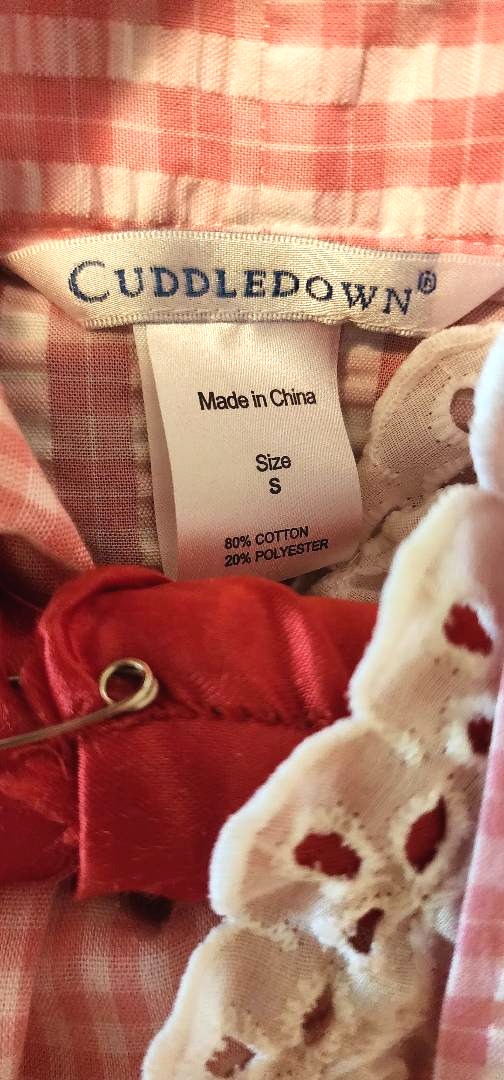 CUDDLEDOWN®
Made in China
Size
S
80% COTTON
20% POLYESTER